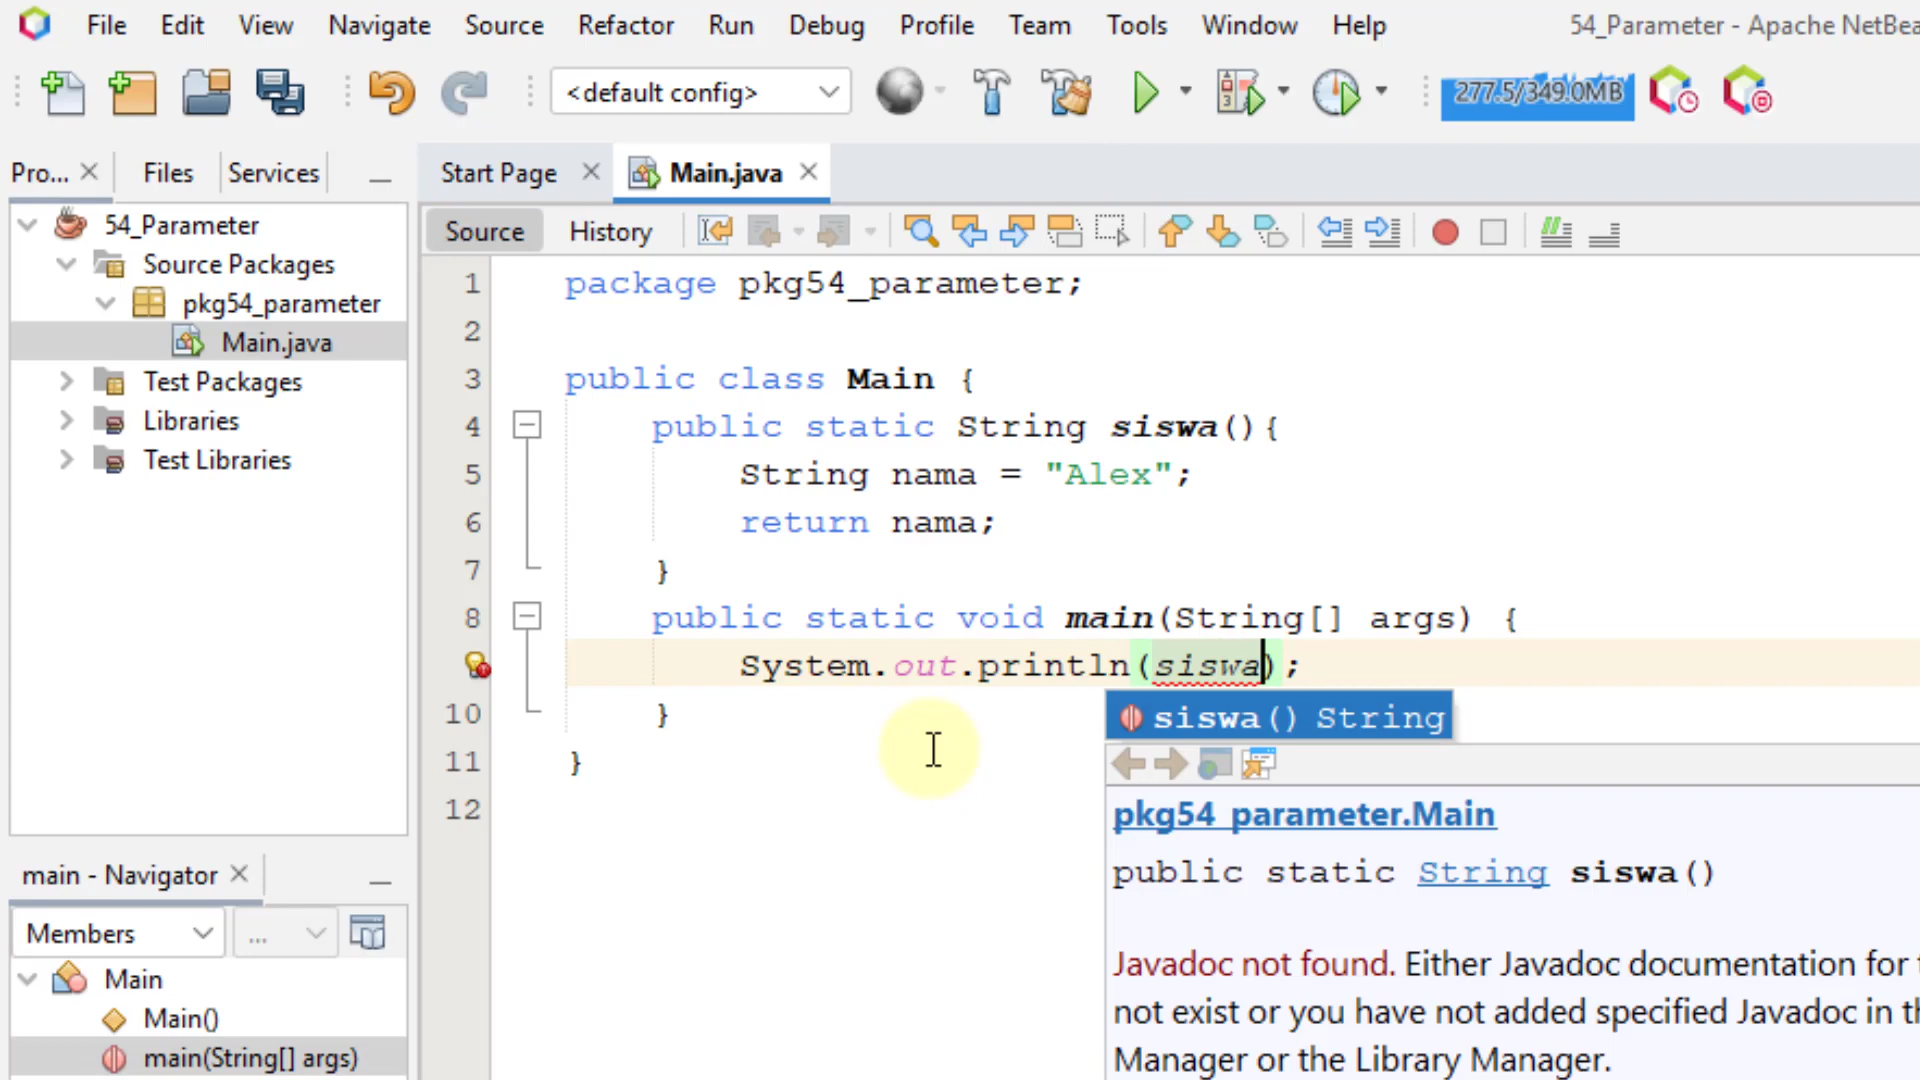 File Edit View Navigate Source Refactor Run Debug Profile Team Tools Window Help 54_Parameter - Apache NetBea
<default config> 277.5/349.0MB
Pro... Files Services Start Page Main.java
Source History
54_Parameter
Source Packages
pkg54_parameter
Main.java
Test Packages
Libraries
Test Libraries
1 package pkg54_parameter;
2
3 public class Main {
4 public static String siswa(){
5 String nama = "Alex";
6 return nama;
7 }
8 public static void main(String[] args) {
System.out.println(siswa);
10 }
11 }
12
siswa() String
pkg54_parameter.Main
public static String siswa()
Javadoc not found. Either Javadoc documentation for
not exist or you have not added specified Javadoc in th
Manager or the Library Manager.
main - Navigator
Members ...
Main
Main()
main(String[] args)